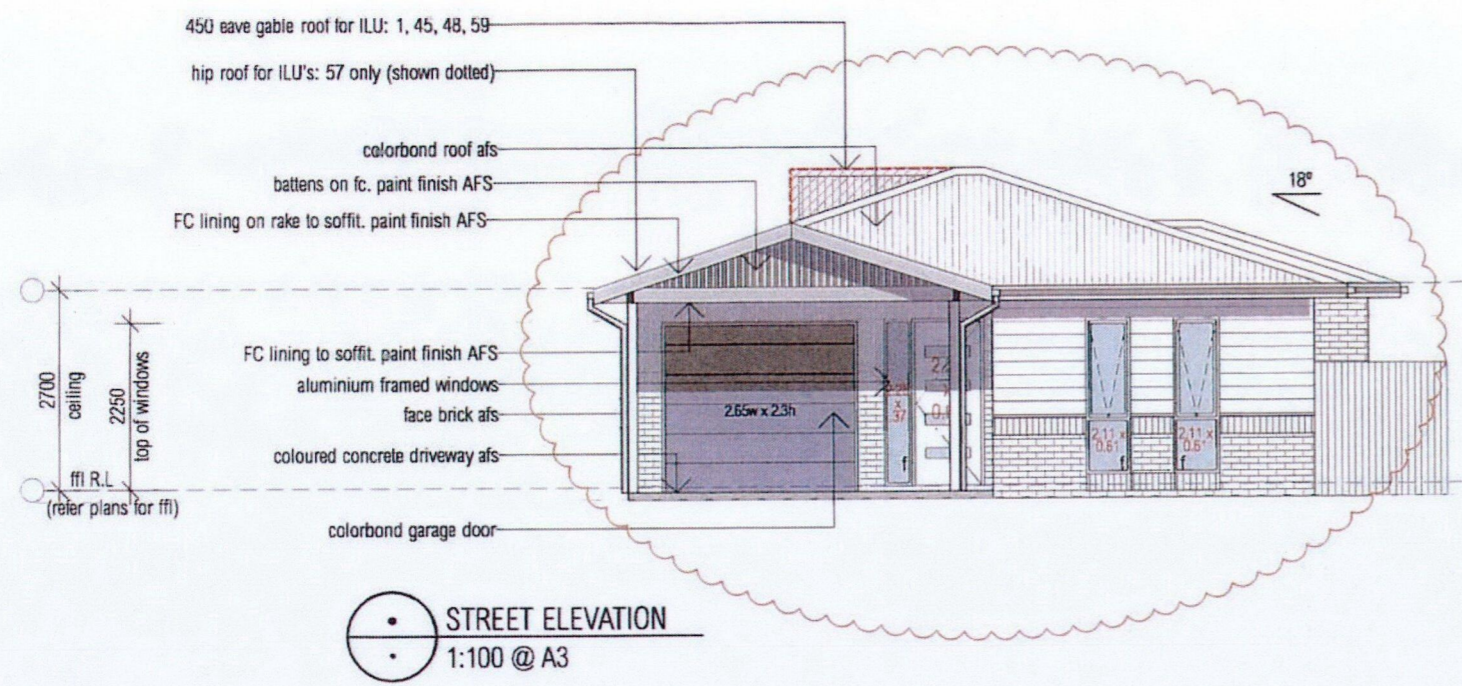 450 eave gable roof for ILU: 1, 45, 48, 59
hip roof for ILU's: 57 only (shown dotted)
colorbond roof afs
battens on fc. paint finish AFS
FC lining on rake to soffit. paint finish AFS
18°
2700
ceiling
2250
top of windows
FC lining to soffit. paint finish AFS
aluminium framed windows
face brick afs
2.65w x 2.3h
coloured concrete driveway afs
2.11 x
0.61
f
2.11 x
0.61
f
f
ffl R.L
(refer plans for ffl)
colorbond garage door
STREET ELEVATION
1:100 @ A3